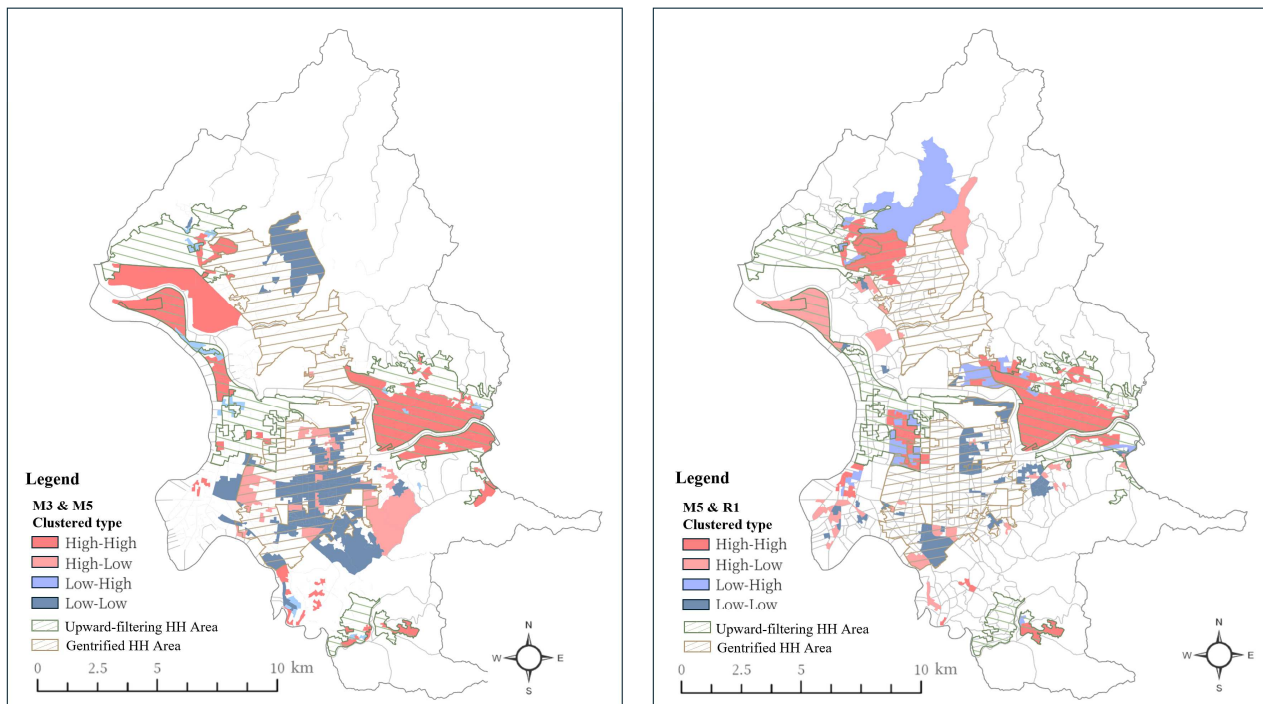 Legend
M3 & M5
Clustered type
High-High
High-Low
Low-High
Low-Low
Upward-filtering HH Area
Gentrified HH Area
0 2.5 5 10 km
N
W E
S
Legend
M5 & R1
Clustered type
High-High
High-Low
Low-High
Low-Low
Upward-filtering HH Area
Gentrified HH Area
0 2.5 5 10 km
N
W E
S